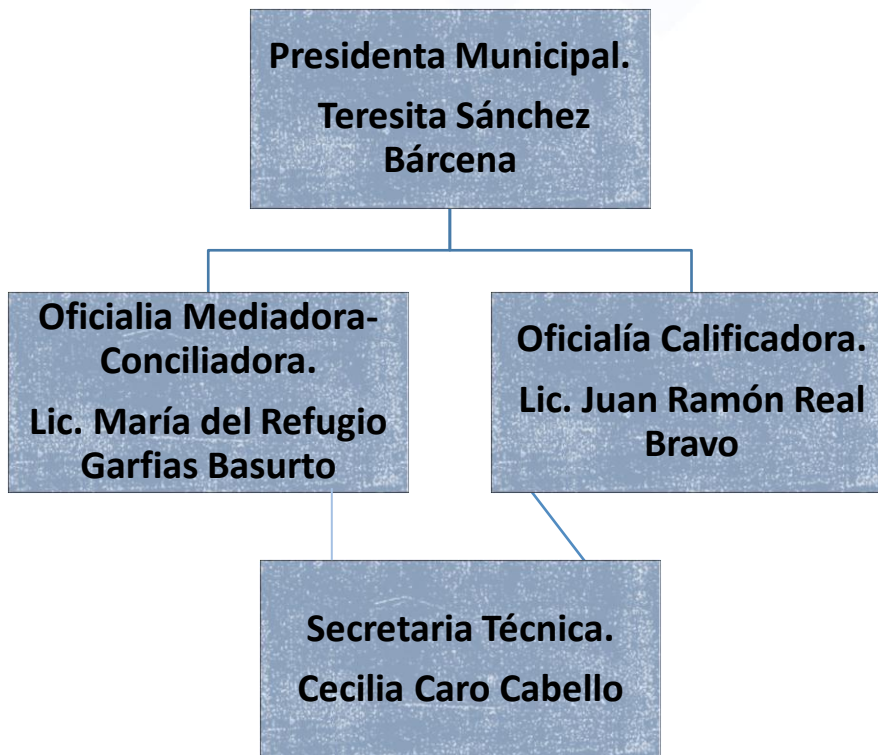 Presidenta Municipal.
Teresita Sánchez
Bárcena
Oficialia Mediadora-
Conciliadora.
Lic. María del Refugio
Garfias Basurto
Oficialía Calificadora.
Lic. Juan Ramón Real
Bravo
Secretaria Técnica.
Cecilia Caro Cabello